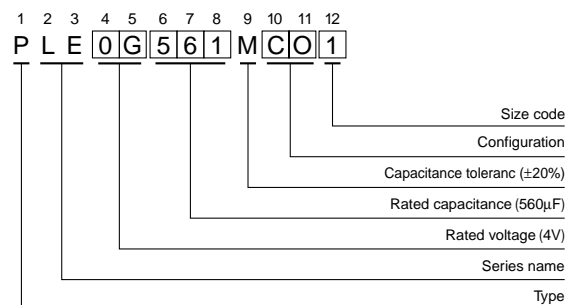 1 2 3 4 5 6 7 8 9 10 11 12
P L E 0 G 5 6 1 M C O 1
Size code
Configuration
Capacitance toleranc (±20%)
Rated capacitance (560µF)
Rated voltage (4V)
Series name
Type